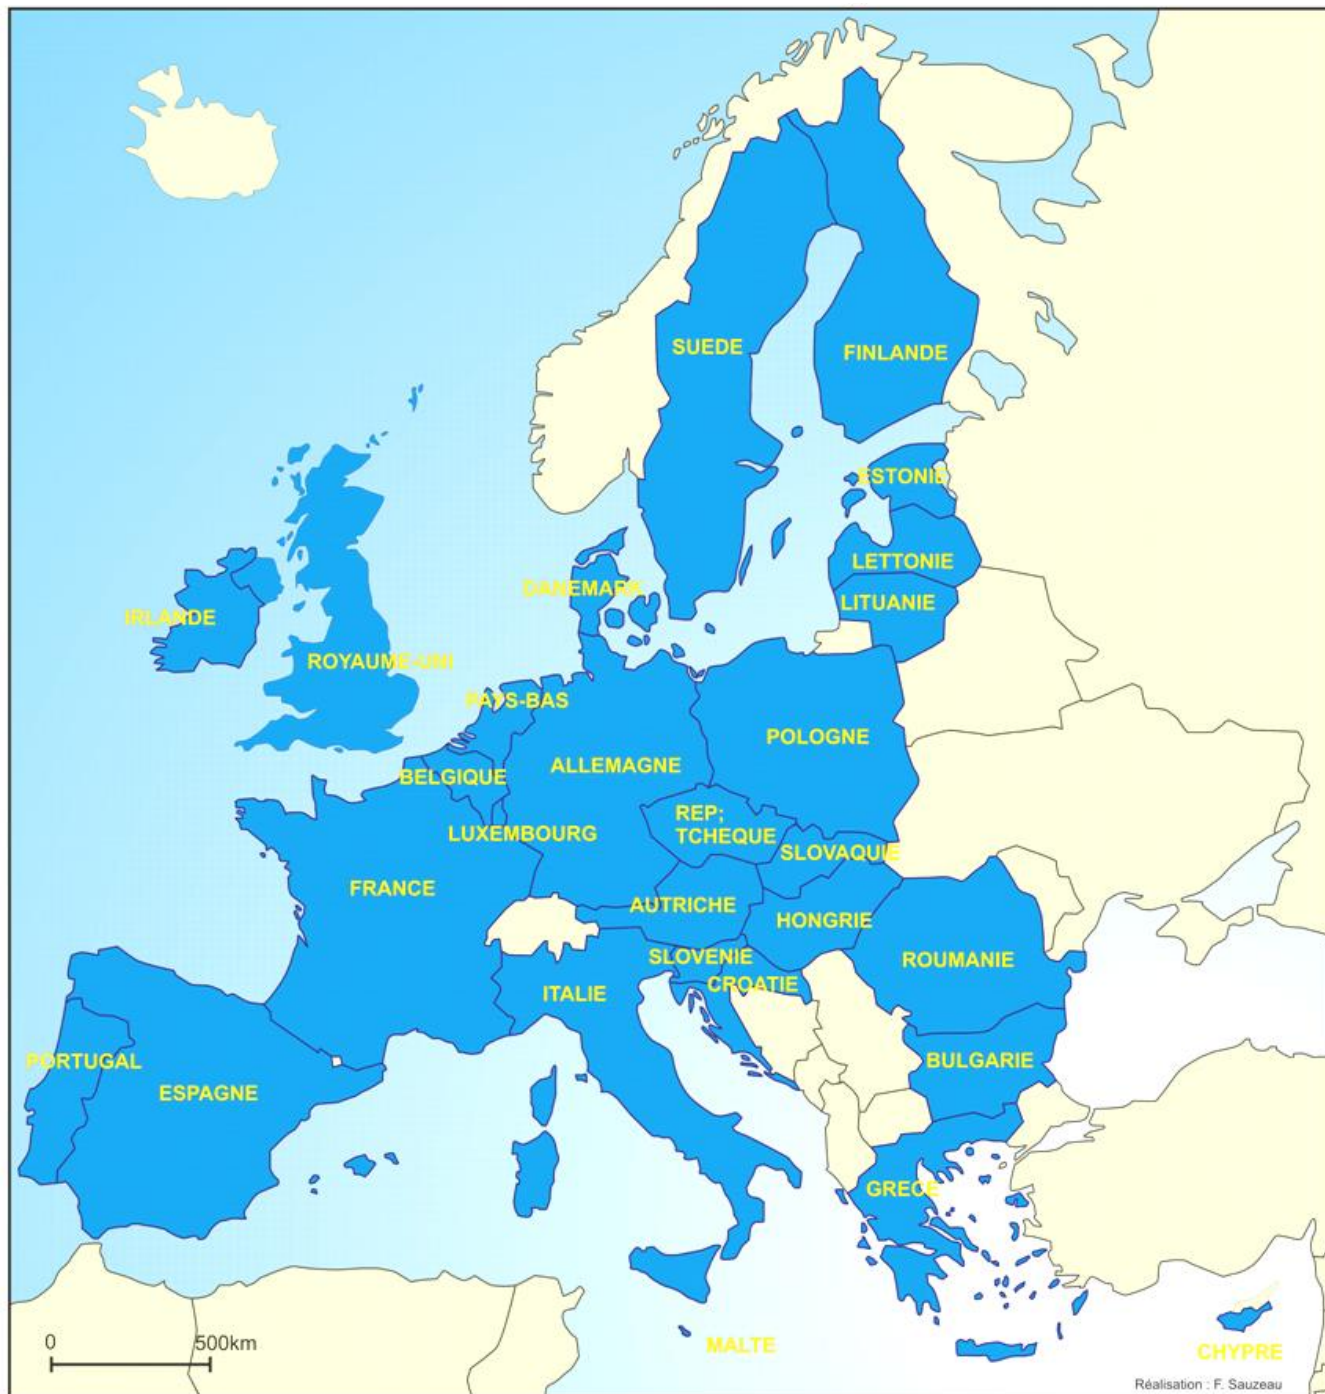 SUEDE
FINLANDE
ESTONIE
LETTONIE
DANEMARK
LITUANIE
IRLANDE
ROYAUME-UNI
PAYS-BAS
POLOGNE
ALLEMAGNE
BELGIQUE
REP;
TCHEQUE
LUXEMBOURG
SLOVAQUIE
FRANCE
AUTRICHE
HONGRIE
SLOVENIE
ROUMANIE
CROATIE
ITALIE
PORTUGAL
BULGARIE
ESPAGNE
GRECE
0 500km
MALTE
CHYPRE
Réalisation : F. Sauzeau